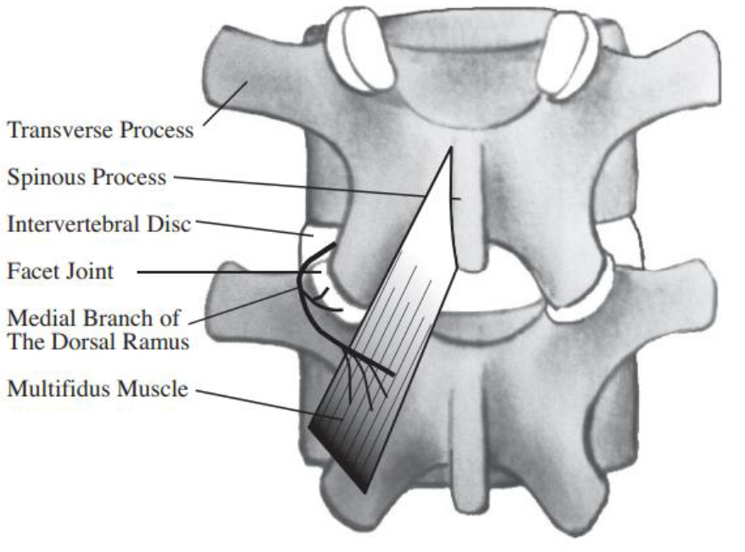 Transverse Process
Spinous Process
Intervertebral Disc
Facet Joint
Medial Branch of
The Dorsal Ramus
Multifidus Muscle